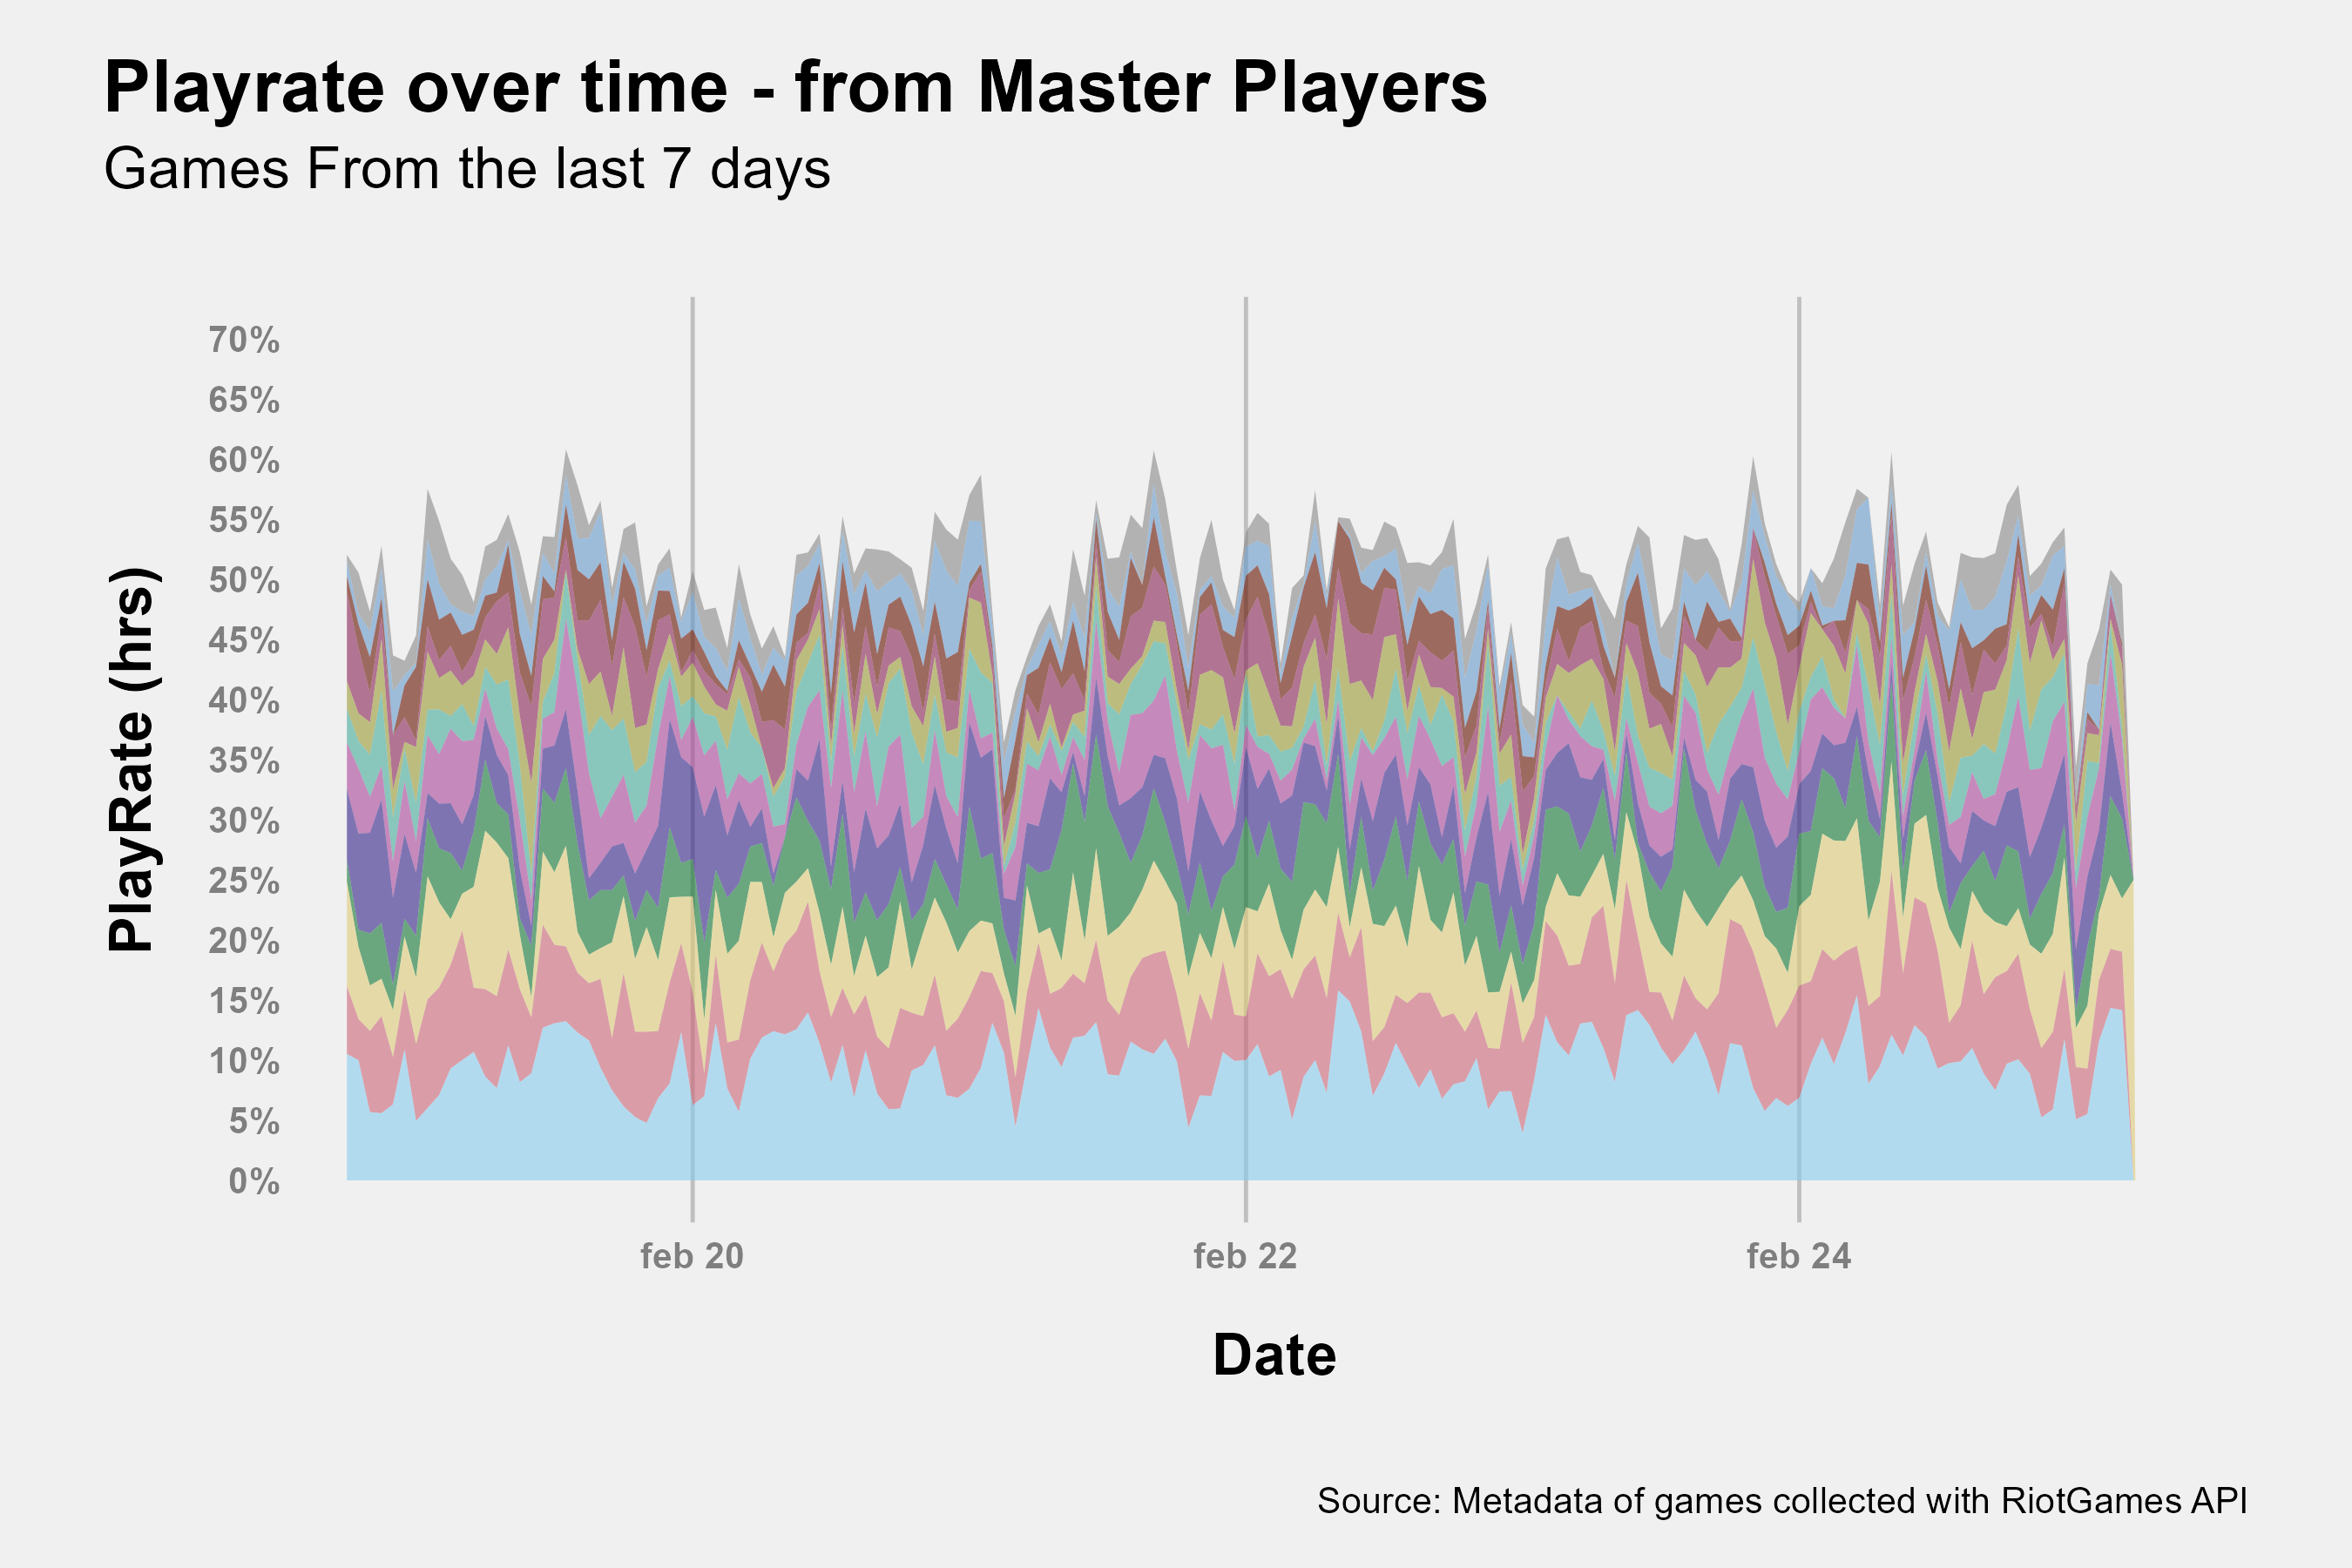 Playrate over time - from Master Players
Games From the last 7 days
PlayRate (hrs)
70%
65%
60%
55%
50%
45%
40%
35%
30%
25%
20%
15%
10%
5%
0%
feb 20
feb 22
feb 24
Date
Source: Metadata of games collected with RiotGames API